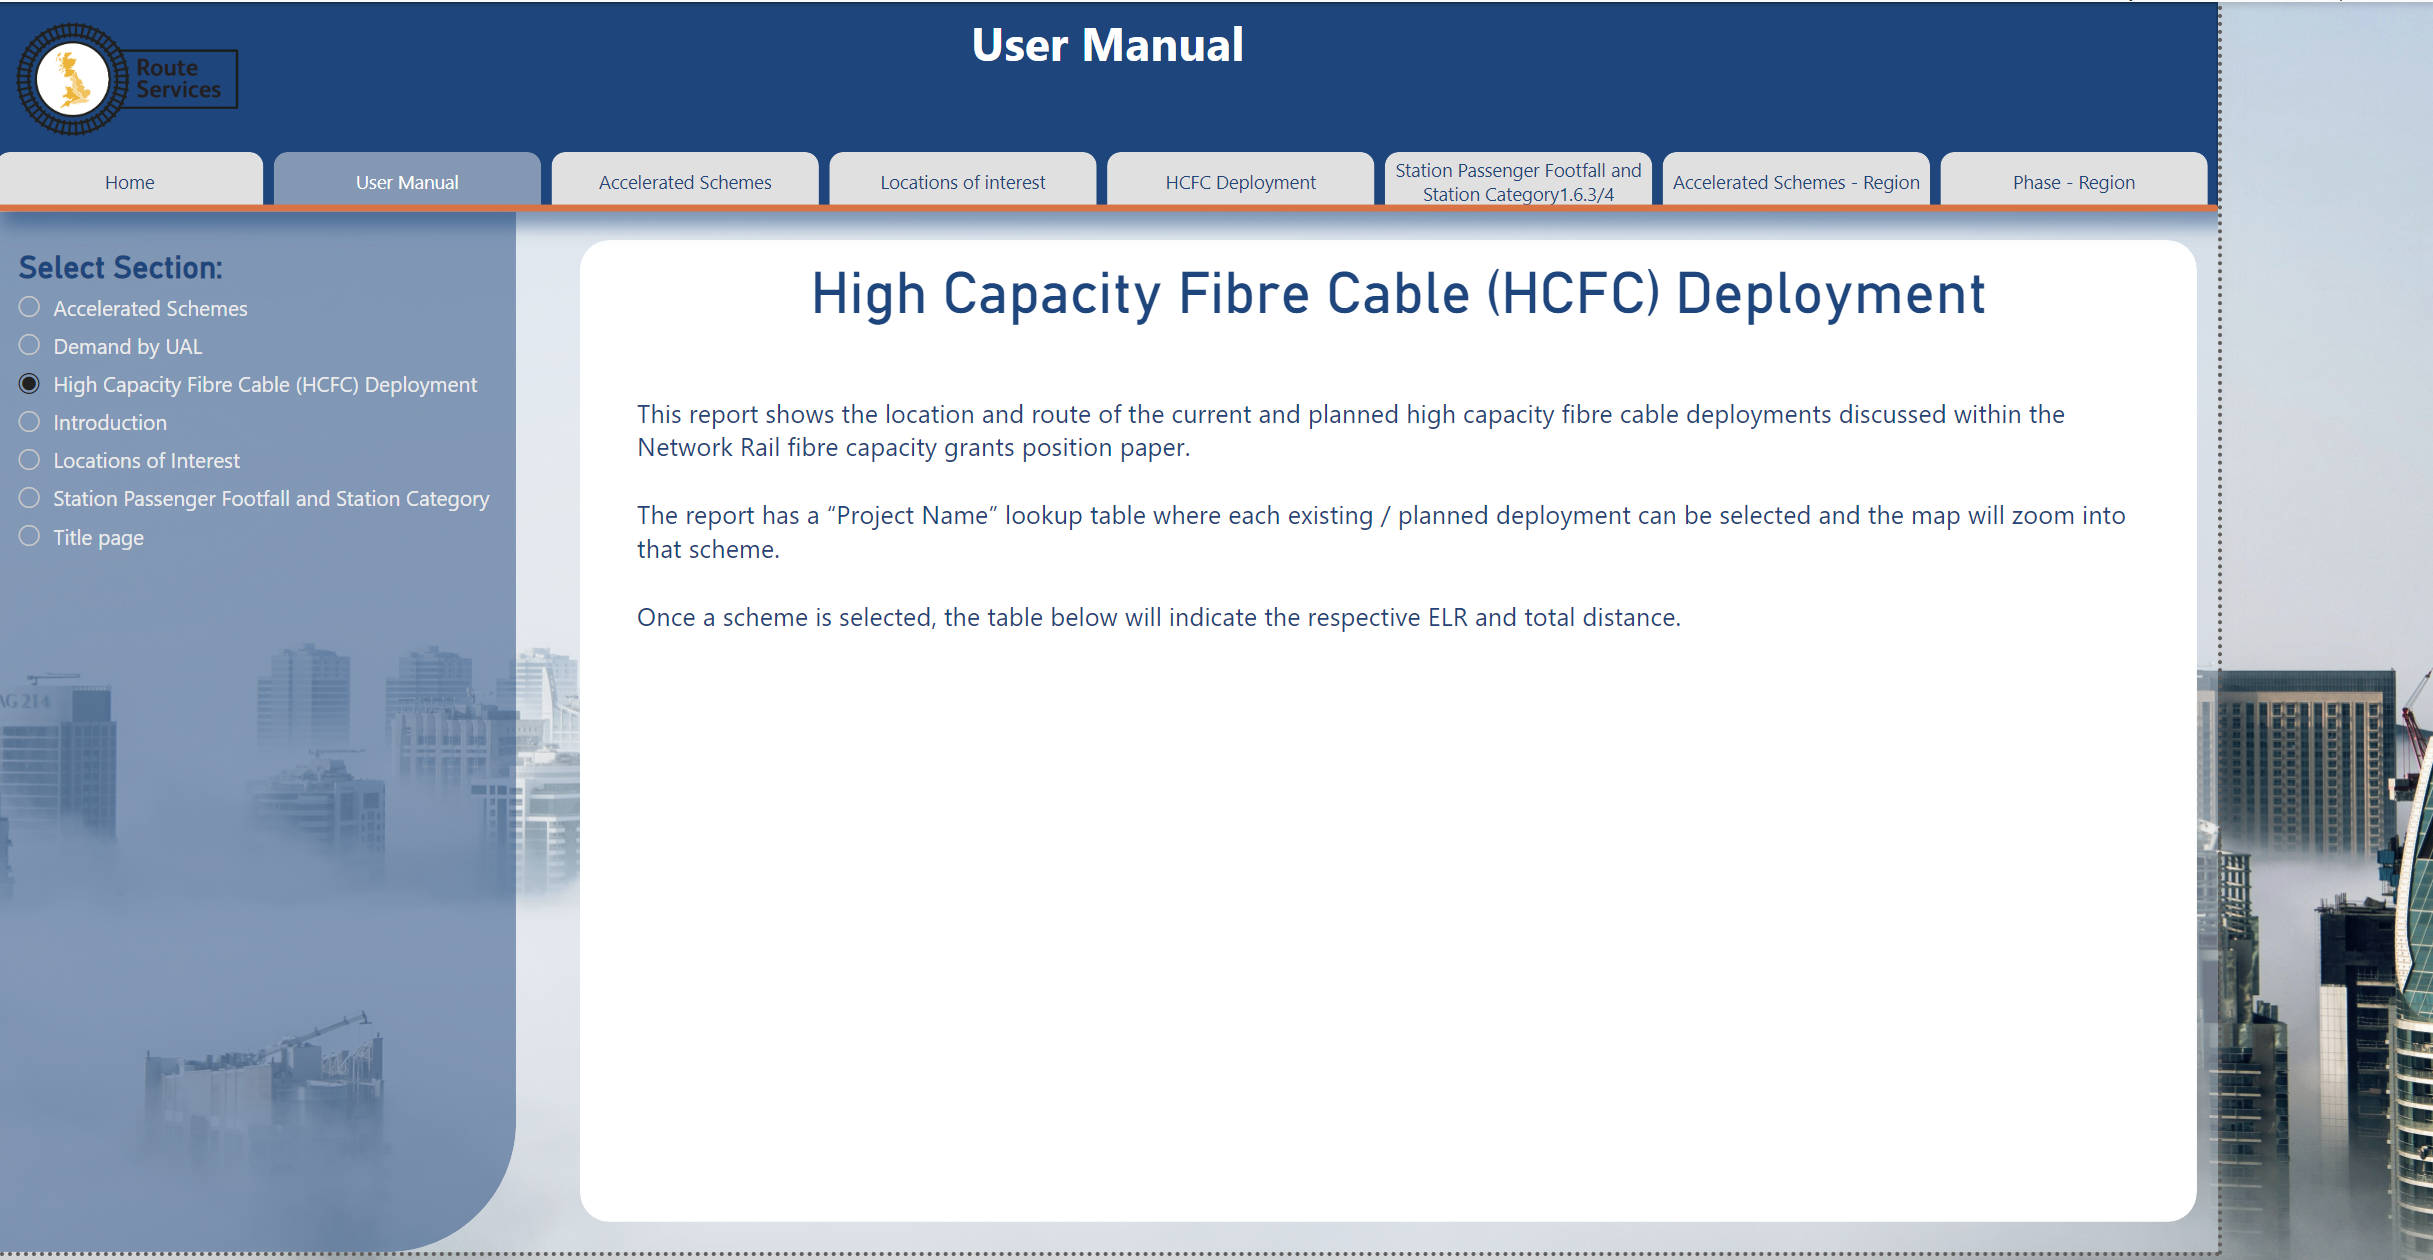 User Manual
Route
Services
Home
User Manual
Accelerated Schemes
Locations of interest
HCFC Deployment
Station Passenger Footfall and
Station Category1.6.3/4
Accelerated Schemes - Region
Phase - Region
Select Section:
Accelerated Schemes
Demand by UAL
High Capacity Fibre Cable (HCFC) Deployment
Introduction
Locations of Interest
Station Passenger Footfall and Station Category
Title page
High Capacity Fibre Cable (HCFC) Deployment
This report shows the location and route of the current and planned high capacity fibre cable deployments discussed within the
Network Rail fibre capacity grants position paper.
The report has a “Project Name” lookup table where each existing / planned deployment can be selected and the map will zoom into
that scheme.
Once a scheme is selected, the table below will indicate the respective ELR and total distance.